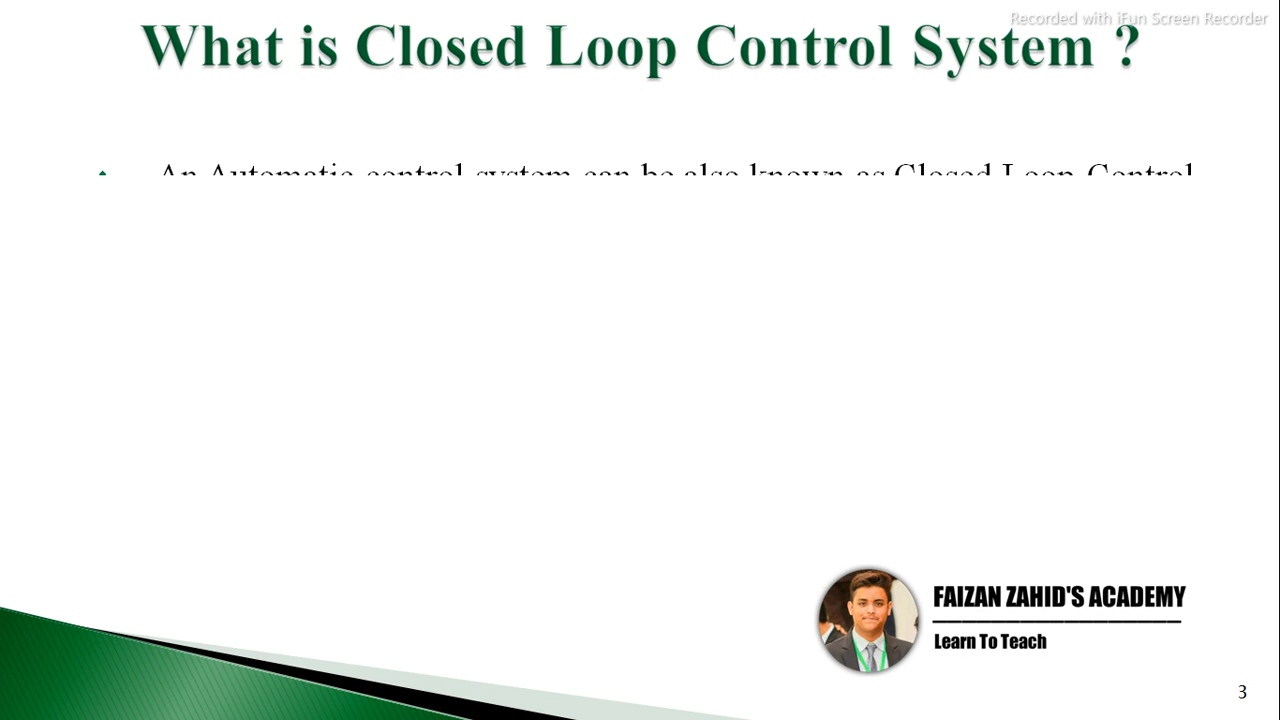 Recorded with iFun Screen Recorder
What is Closed Loop Control System ?
An Automatic control system can be also known as Closed Loop Control
FAIZAN ZAHID'S ACADEMY
Learn To Teach
3